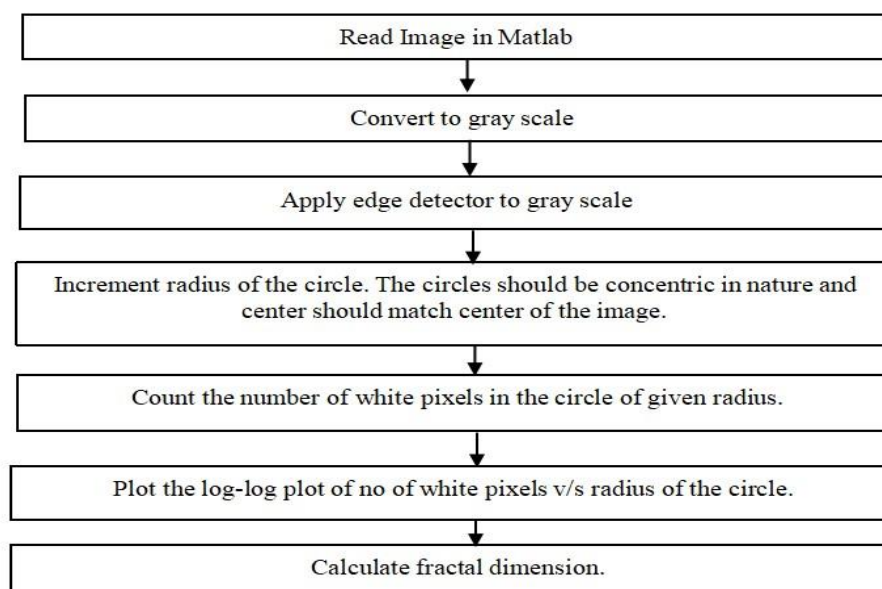 Read Image in Matlab
Convert to gray scale
Apply edge detector to gray scale
Increment radius of the circle. The circles should be concentric in nature and
center should match center of the image.
Count the number of white pixels in the circle of given radius.
Plot the log-log plot of no of white pixels v/s radius of the circle.
Calculate fractal dimension.